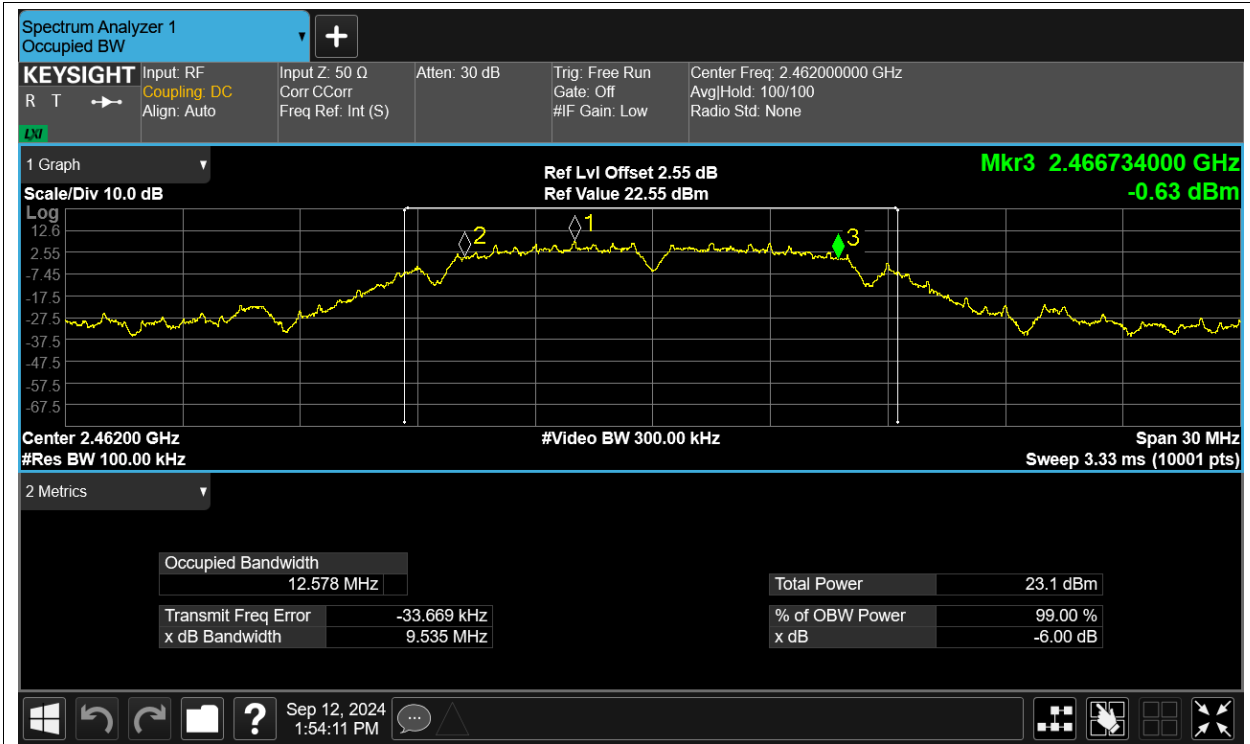 Spectrum Analyzer 1
Occupied BW
KEYSIGHT
R T
LXI
Input: RF
Coupling: DC
Align: Auto
Input Z: 50 Ω
Corr CCorr
Freq Ref: Int (S)
Atten: 30 dB
Trig: Free Run
Gate: Off
#IF Gain: Low
Center Freq: 2.462000000 GHz
Avg|Hold: 100/100
Radio Std: None
1 Graph
Scale/Div 10.0 dB
Ref Lvl Offset 2.55 dB
Ref Value 22.55 dBm
Mkr3 2.466734000 GHz
-0.63 dBm
Log
12.6
2.55
-7.45
-17.5
-27.5
-37.5
-47.5
-57.5
-67.5
2
1
3
Center 2.46200 GHz
#Video BW 300.00 kHz
Span 30 MHz
#Res BW 100.00 kHz
Sweep 3.33 ms (10001 pts)
2 Metrics
Occupied Bandwidth
12.578 MHz
Transmit Freq Error -33.669 kHz
x dB Bandwidth 9.535 MHz
Total Power 23.1 dBm
% of OBW Power 99.00 %
x dB -6.00 dB
Sep 12, 2024
1:54:11 PM